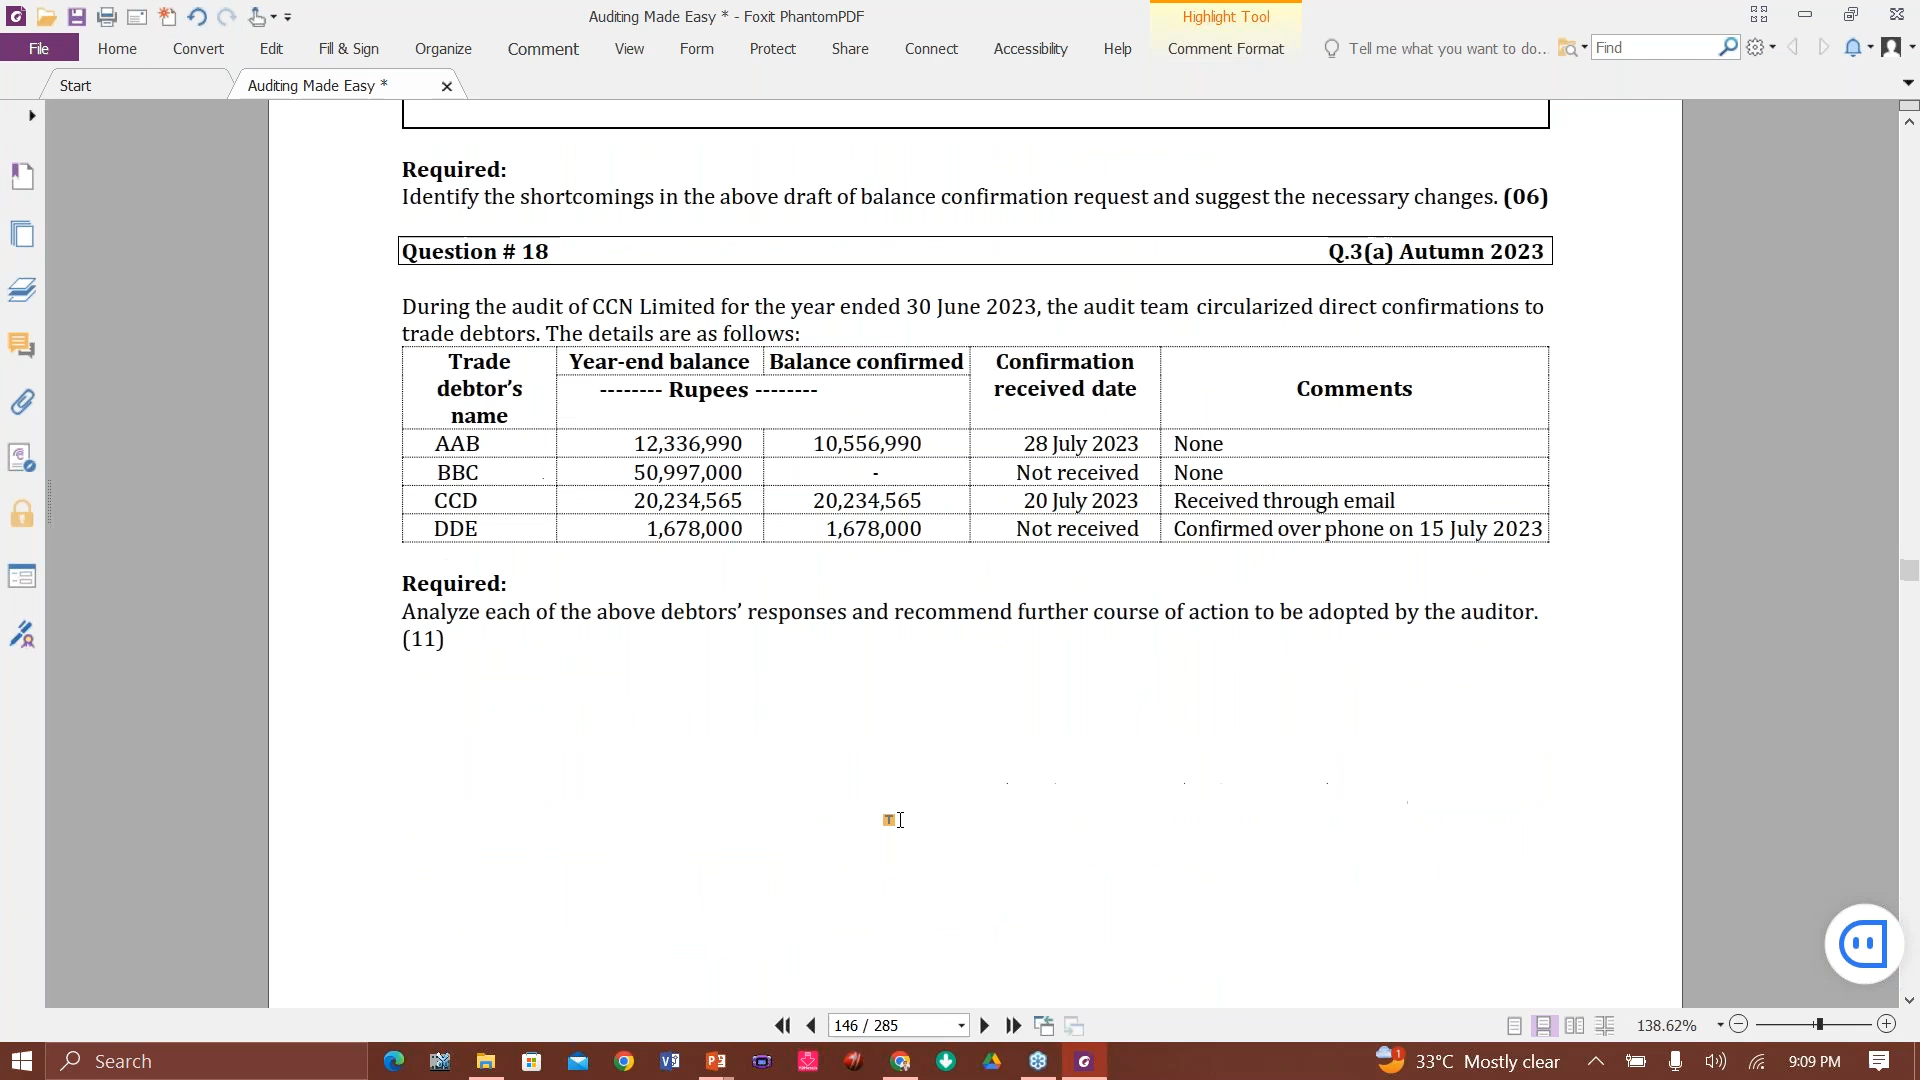 Auditing Made Easy * - Foxit PhantomPDF
Highlight Tool
File Home Convert Edit Fill & Sign Organize Comment View Form Protect Share Connect Accessibility Help Comment Format Tell me what you want to do... Find
Start
Auditing Made Easy *
Required:
Identify the shortcomings in the above draft of balance confirmation request and suggest the necessary changes. (06)
Question # 18 Q.3(a) Autumn 2023
During the audit of CCN Limited for the year ended 30 June 2023, the audit team circularized direct confirmations to
trade debtors. The details are as follows:
Trade Year-end balance Balance confirmed Confirmation
debtor's -------- Rupees -------- received date Comments
name
AAB 12,336,990 10,556,990 28 July 2023 None
BBC 50,997,000 - Not received None
CCD 20,234,565 20,234,565 20 July 2023 Received through email
DDE 1,678,000 1,678,000 Not received Confirmed over phone on 15 July 2023
Required:
Analyze each of the above debtors' responses and recommend further course of action to be adopted by the auditor.
(11)
146 / 285
138.62%
Search
33°C Mostly clear
9:09 PM